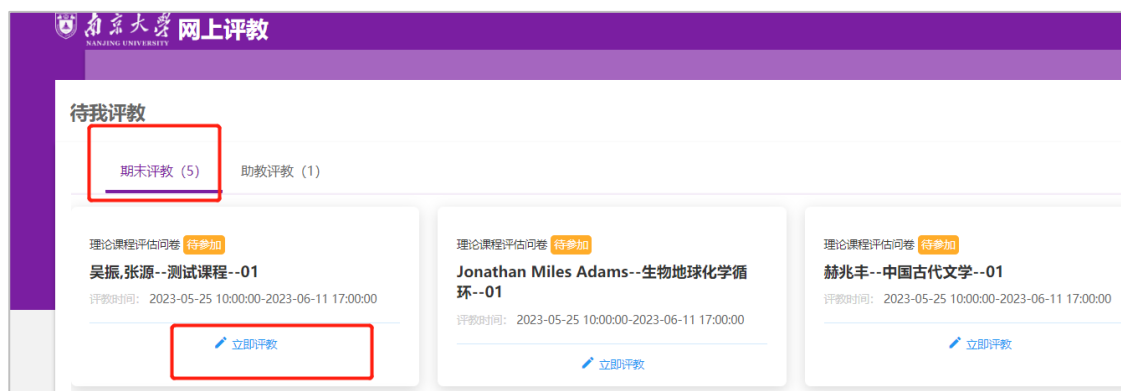 南京大学 网上评教
NANJING UNIVERSITY
待我评教
期末评教（5） 助教评教（1）
理论课程评估问卷 待参加
吴振,张源--测试课程--01
评教时间： 2023-05-25 10:00:00-2023-06-11 17:00:00
立即评教
理论课程评估问卷 待参加
Jonathan Miles Adams--生物地球化学循
环--01
评教时间： 2023-05-25 10:00:00-2023-06-11 17:00:00
立即评教
理论课程评估问卷 待参加
赫兆丰--中国古代文学--01
评教时间： 2023-05-25 10:00:00-2023-06-11 17:00:00
立即评教